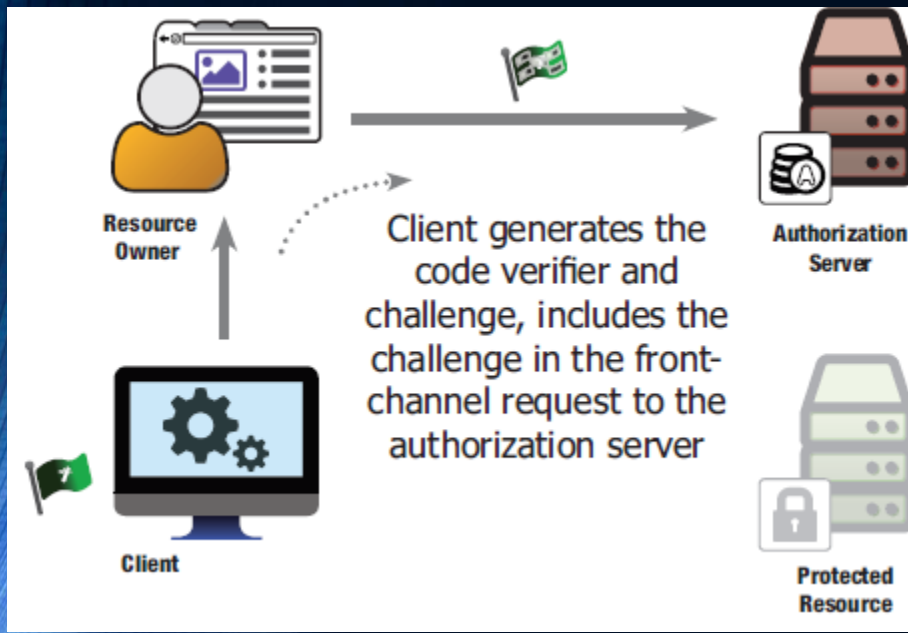 Resource
Owner
Client generates the
code verifier and
challenge, includes the
challenge in the front-
channel request to the
authorization server
A
Authorization
Server
Client
Protected
Resource